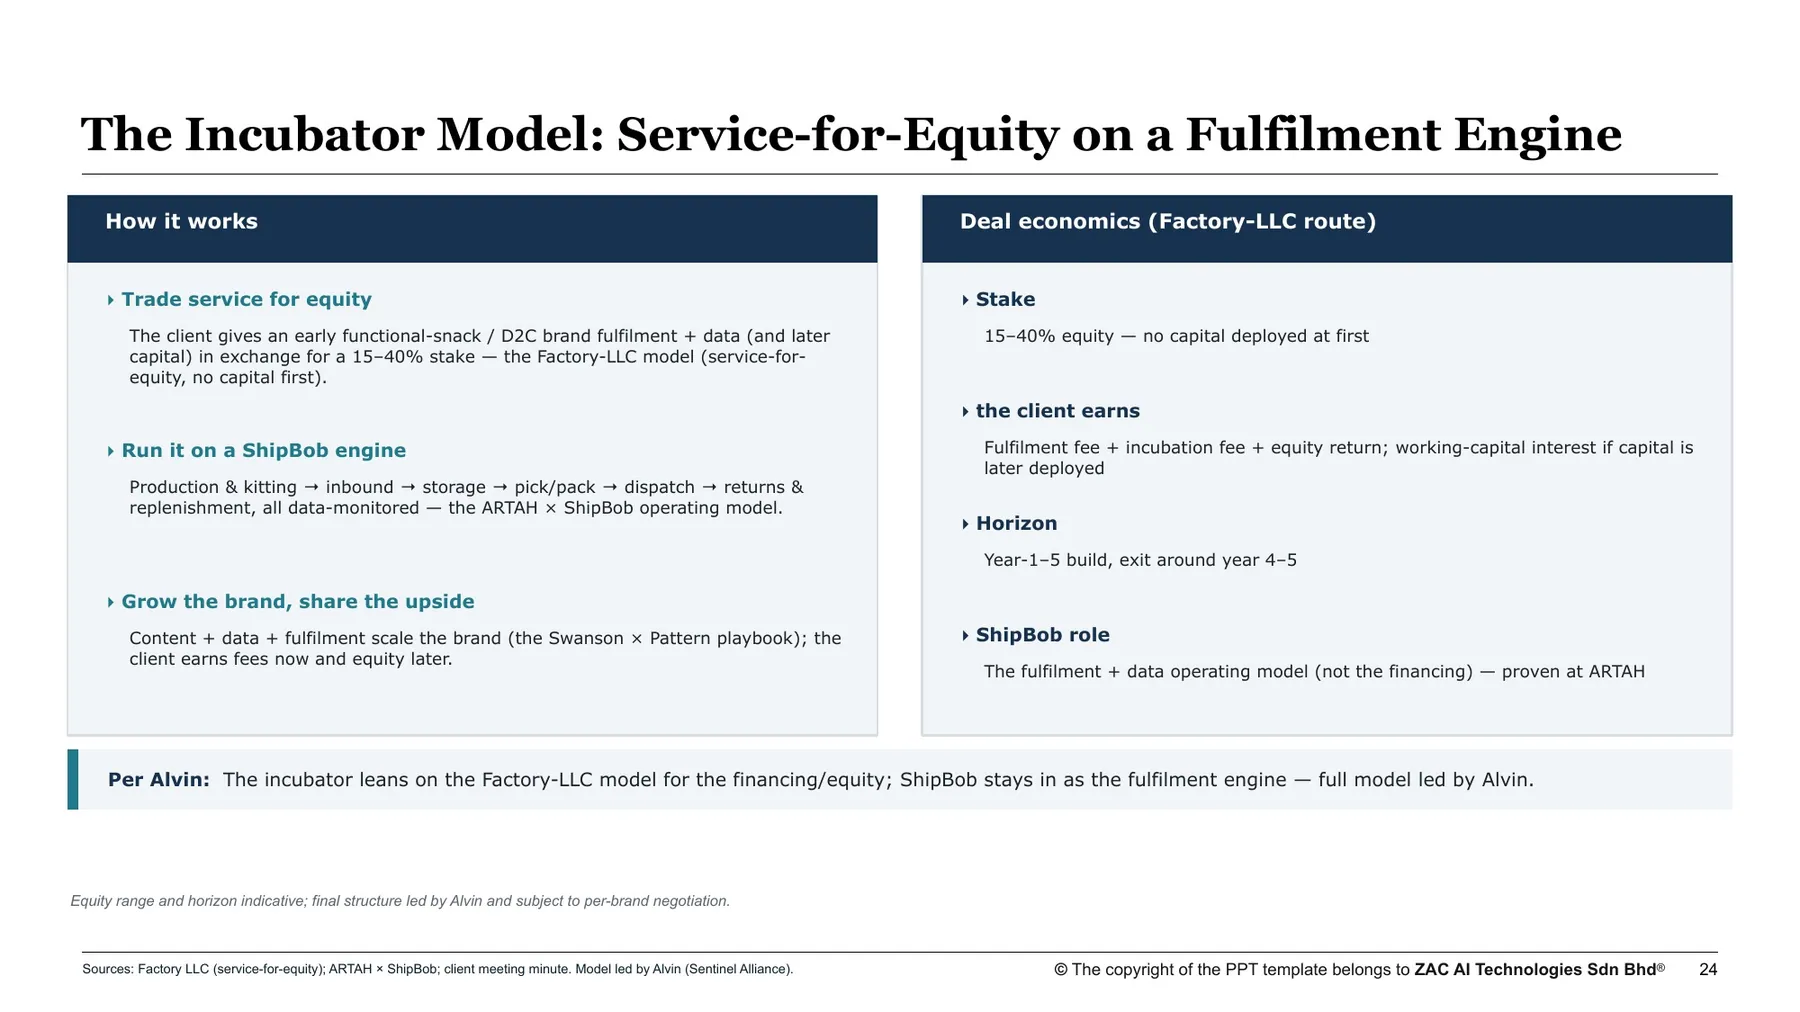 The Incubator Model: Service-for-Equity on a Fulfilment Engine
How it works
Trade service for equity
The client gives an early functional-snack / D2C brand fulfilment + data (and later
capital) in exchange for a 15–40% stake — the Factory-LLC model (service-for-
equity, no capital first).
Run it on a ShipBob engine
Production & kitting → inbound → storage → pick/pack → dispatch → returns &
replenishment, all data-monitored — the ARTAH × ShipBob operating model.
Grow the brand, share the upside
Content + data + fulfilment scale the brand (the Swanson × Pattern playbook); the
client earns fees now and equity later.
Deal economics (Factory-LLC route)
Stake
15–40% equity — no capital deployed at first
the client earns
Fulfilment fee + incubation fee + equity return; working-capital interest if capital is
later deployed
Horizon
Year-1–5 build, exit around year 4–5
ShipBob role
The fulfilment + data operating model (not the financing) — proven at ARTAH
Per Alvin: The incubator leans on the Factory-LLC model for the financing/equity; ShipBob stays in as the fulfilment engine — full model led by Alvin.
Equity range and horizon indicative; final structure led by Alvin and subject to per-brand negotiation.
Sources: Factory LLC (service-for-equity); ARTAH × ShipBob; client meeting minute. Model led by Alvin (Sentinel Alliance).
© The copyright of the PPT template belongs to ZAC AI Technologies Sdn Bhd® 24